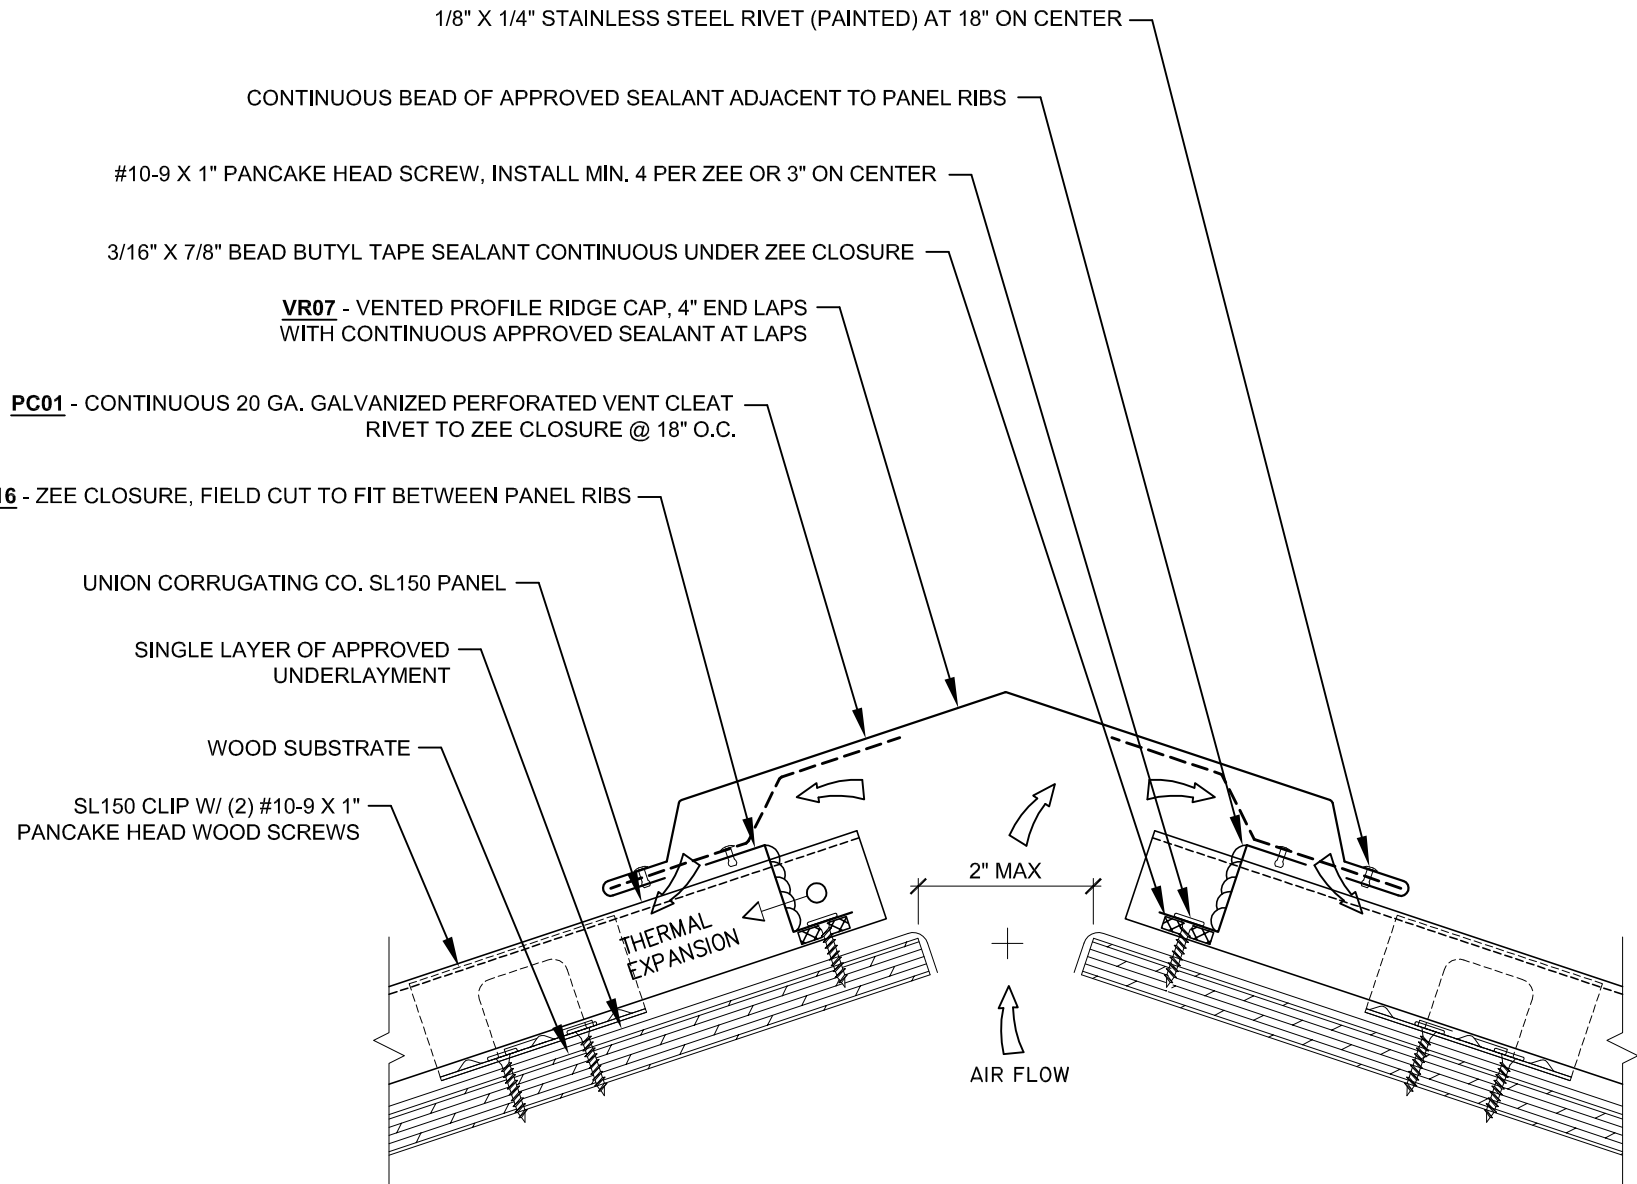 1/8" X 1/4" STAINLESS STEEL RIVET (PAINTED) AT 18" ON CENTER
CONTINUOUS BEAD OF APPROVED SEALANT ADJACENT TO PANEL RIBS
#10-9 X 1" PANCAKE HEAD SCREW, INSTALL MIN. 4 PER ZEE OR 3" ON CENTER
3/16" X 7/8" BEAD BUTYL TAPE SEALANT CONTINUOUS UNDER ZEE CLOSURE
VR07 - VENTED PROFILE RIDGE CAP, 4" END LAPS
WITH CONTINUOUS APPROVED SEALANT AT LAPS
PC01 - CONTINUOUS 20 GA. GALVANIZED PERFORATED VENT CLEAT
RIVET TO ZEE CLOSURE @ 18" O.C.
- ZEE CLOSURE, FIELD CUT TO FIT BETWEEN PANEL RIBS
UNION CORRUGATING CO. SL150 PANEL
SINGLE LAYER OF APPROVED
UNDERLAYMENT
WOOD SUBSTRATE
SL150 CLIP W/ (2) #10-9 X 1"
PANCAKE HEAD WOOD SCREWS
2" MAX
THERMAL
EXPANSION
AIR FLOW